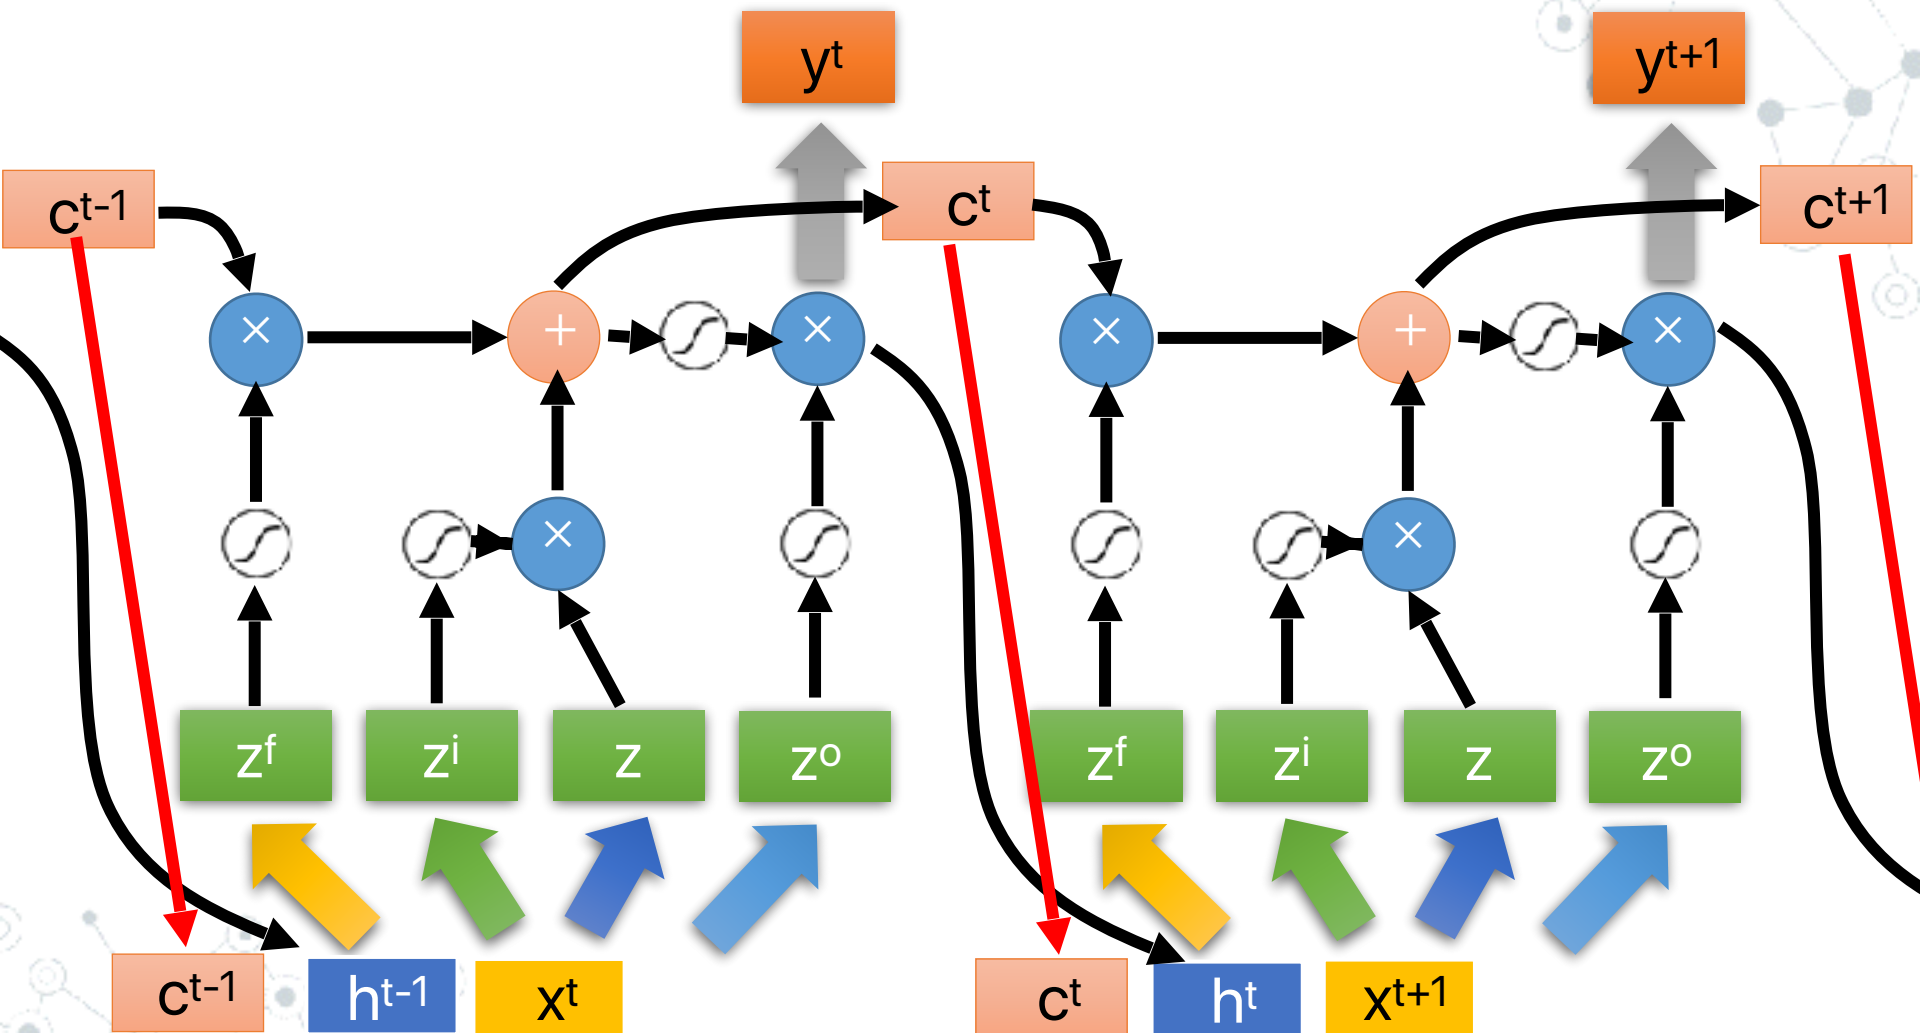 yᵗ yᵗ⁺¹
cᵗ⁻¹ cᵗ cᵗ⁺¹
× + × × + ×
× ×
zᶠ zⁱ z zᵒ zᶠ zⁱ z zᵒ
cᵗ⁻¹ hᵗ⁻¹ xᵗ cᵗ hᵗ xᵗ⁺¹